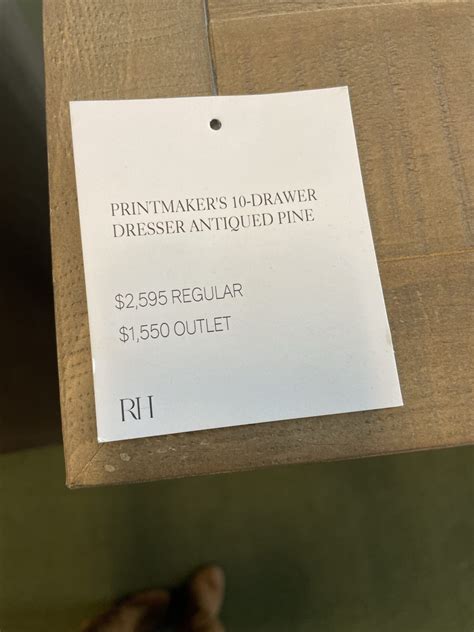 PRINTMAKER'S 10-DRAWER
DRESSER ANTIQUED PINE
$2,595 REGULAR
$1,550 OUTLET
RH